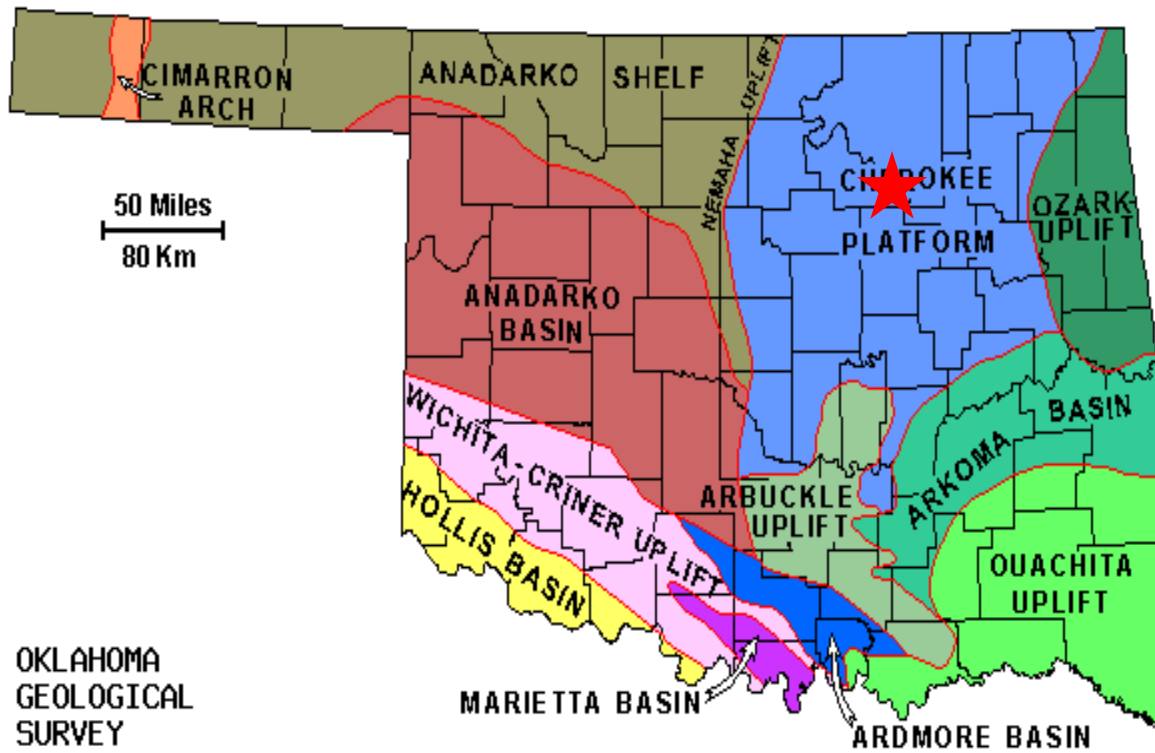 CIMARRON
ARCH
ANADARKO SHELF
NEMAHA UPLIFT
CHEROKEE
PLATFORM
OZARK
UPLIFT
50 Miles
80 Km
ANADARKO
BASIN
WICHITA-CRINER UPLIFT
HOLLIS BASIN
ARBUCKLE
UPLIFT
ARKOMA BASIN
OUACHITA
UPLIFT
MARIETTA BASIN
ARDMORE BASIN
OKLAHOMA
GEOLOGICAL
SURVEY